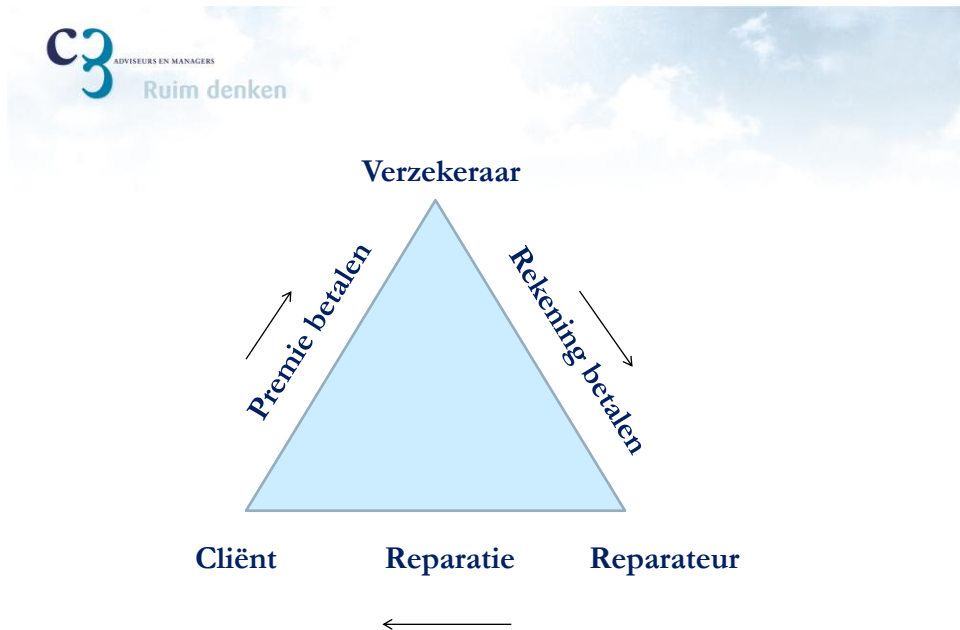 c3
ADVISEURS EN MANAGERS
Ruim denken
Verzekeraar
Premie betalen
Rekening betalen
Cliënt
Reparatie
Reparateur